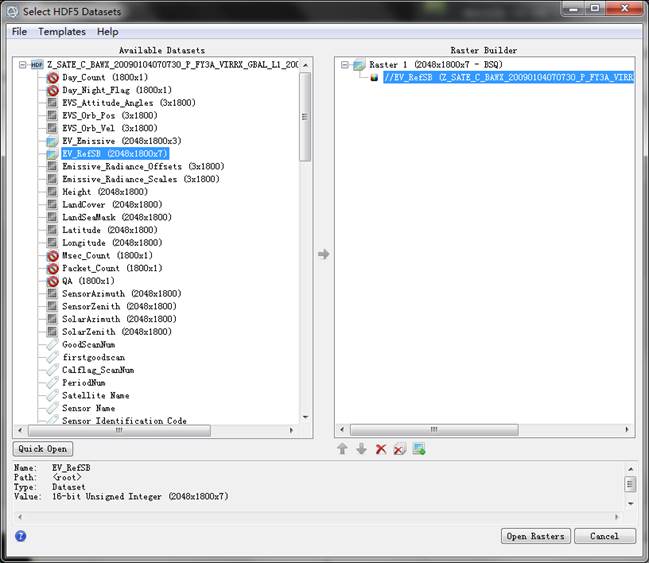 Select HDF5 Datasets
File Templates Help
Available Datasets
Z_SATE_C_BAWX_20090104070730_P_FY3A_VIRRX_GBAL_L1_200
Day_Count (1800x1)
Day_Night_Flag (1800x1)
EVS_Attitude_Angles (3x1800)
EVS_Orb_Pos (3x1800)
EVS_Orb_Vel (3x1800)
EV_Emissive (2048x1800x3)
EV_RefSB (2048x1800x7)
Emissive_Radiance_Offsets (3x1800)
Emissive_Radiance_Scales (3x1800)
Height (2048x1800)
LandCover (2048x1800)
LandSeaMask (2048x1800)
Latitude (2048x1800)
Longitude (2048x1800)
Msec_Count (1800x1)
Packet_Count (1800x1)
QA (1800x1)
SensorAzimuth (2048x1800)
SensorZenith (2048x1800)
SolarAzimuth (2048x1800)
SolarZenith (2048x1800)
GoodScanNum
firstgoodscan
Calflag_ScanNum
PeriodNum
Satellite Name
Sensor Name
Sensor Identification Code
Raster Builder
Raster 1 (2048x1800x7 - BSQ)
//EV_RefSB (Z_SATE_C_BAWX_20090104070730_P_FY3A_VIRRX
Quick Open
Name: EV_RefSB
Path: <root>
Type: Dataset
Value: 16-bit Unsigned Integer (2048x1800x7)
Open Rasters Cancel